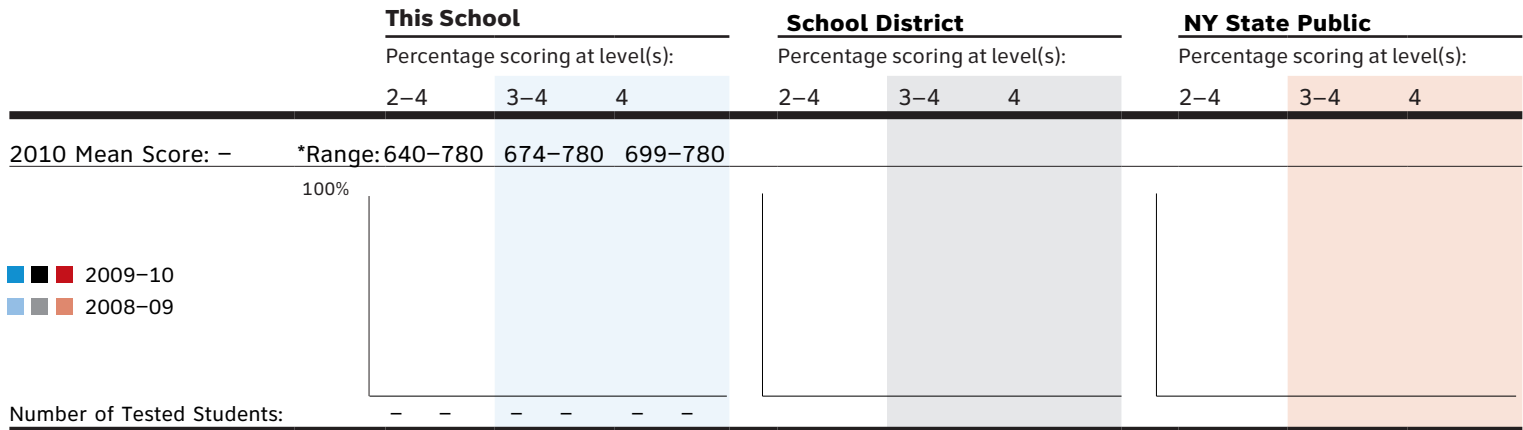 This School School District NY State Public
Percentage scoring at level(s): Percentage scoring at level(s): Percentage scoring at level(s):
2–4 3–4 4 2–4 3–4 4 2–4 3–4 4
2010 Mean Score: – *Range: 640–780 674–780 699–780
100%
2009–10
2008–09
Number of Tested Students: – – – – – –